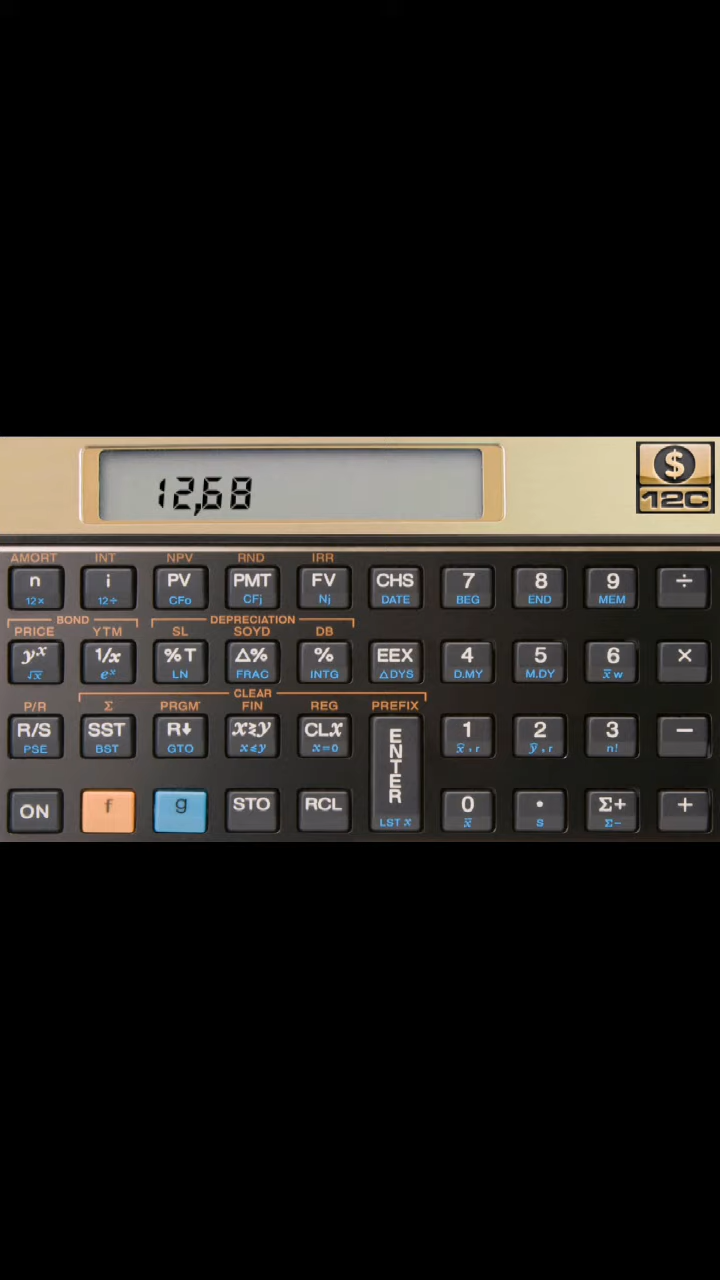 12,68
$
12C
AMORT INT NPV RND IRR
n i PV PMT FV CHS 7 8 9 ÷
12× 12÷ CFo CFj Nj DATE BEG END MEM
BOND DEPRECIATION
PRICE YTM SL SOYD DB
yˣ 1/x %T Δ% % EEX 4 5 6 ×
√x eˣ LN FRAC INTG ΔDYS D.MY M.DY x̄w
CLEAR
P/R Σ PRGM FIN REG PREFIX
R/S SST R↓ x≷y CLx ENTER 1 2 3 −
PSE BST GTO x≤y x=0 x̂,r ŷ,r n!
ON f g STO RCL 0 • Σ+ +
LST x x̄ s Σ−